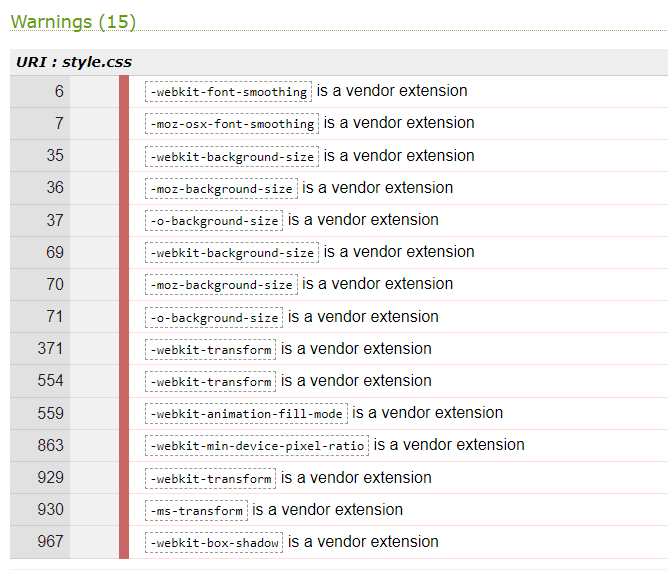 Warnings (15)
URI : style.css
6 -webkit-font-smoothing is a vendor extension
7 -moz-osx-font-smoothing is a vendor extension
35 -webkit-background-size is a vendor extension
36 -moz-background-size is a vendor extension
37 -o-background-size is a vendor extension
69 -webkit-background-size is a vendor extension
70 -moz-background-size is a vendor extension
71 -o-background-size is a vendor extension
371 -webkit-transform is a vendor extension
554 -webkit-transform is a vendor extension
559 -webkit-animation-fill-mode is a vendor extension
863 -webkit-min-device-pixel-ratio is a vendor extension
929 -webkit-transform is a vendor extension
930 -ms-transform is a vendor extension
967 -webkit-box-shadow is a vendor extension